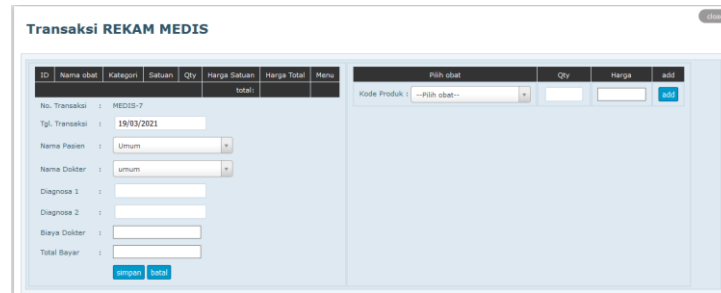 close
Transaksi REKAM MEDIS
ID Nama obat Kategori Satuan Qty Harga Satuan Harga Total Menu
total:
No. Transaksi : MEDIS-7
Tgl. Transaksi : 19/03/2021
Nama Pasien : Umum
Nama Dokter : umum
Diagnosa 1 :
Diagnosa 2 :
Biaya Dokter :
Total Bayar :
simpan batal
Pilih obat Qty Harga add
Kode Produk : --Pilih obat-- add